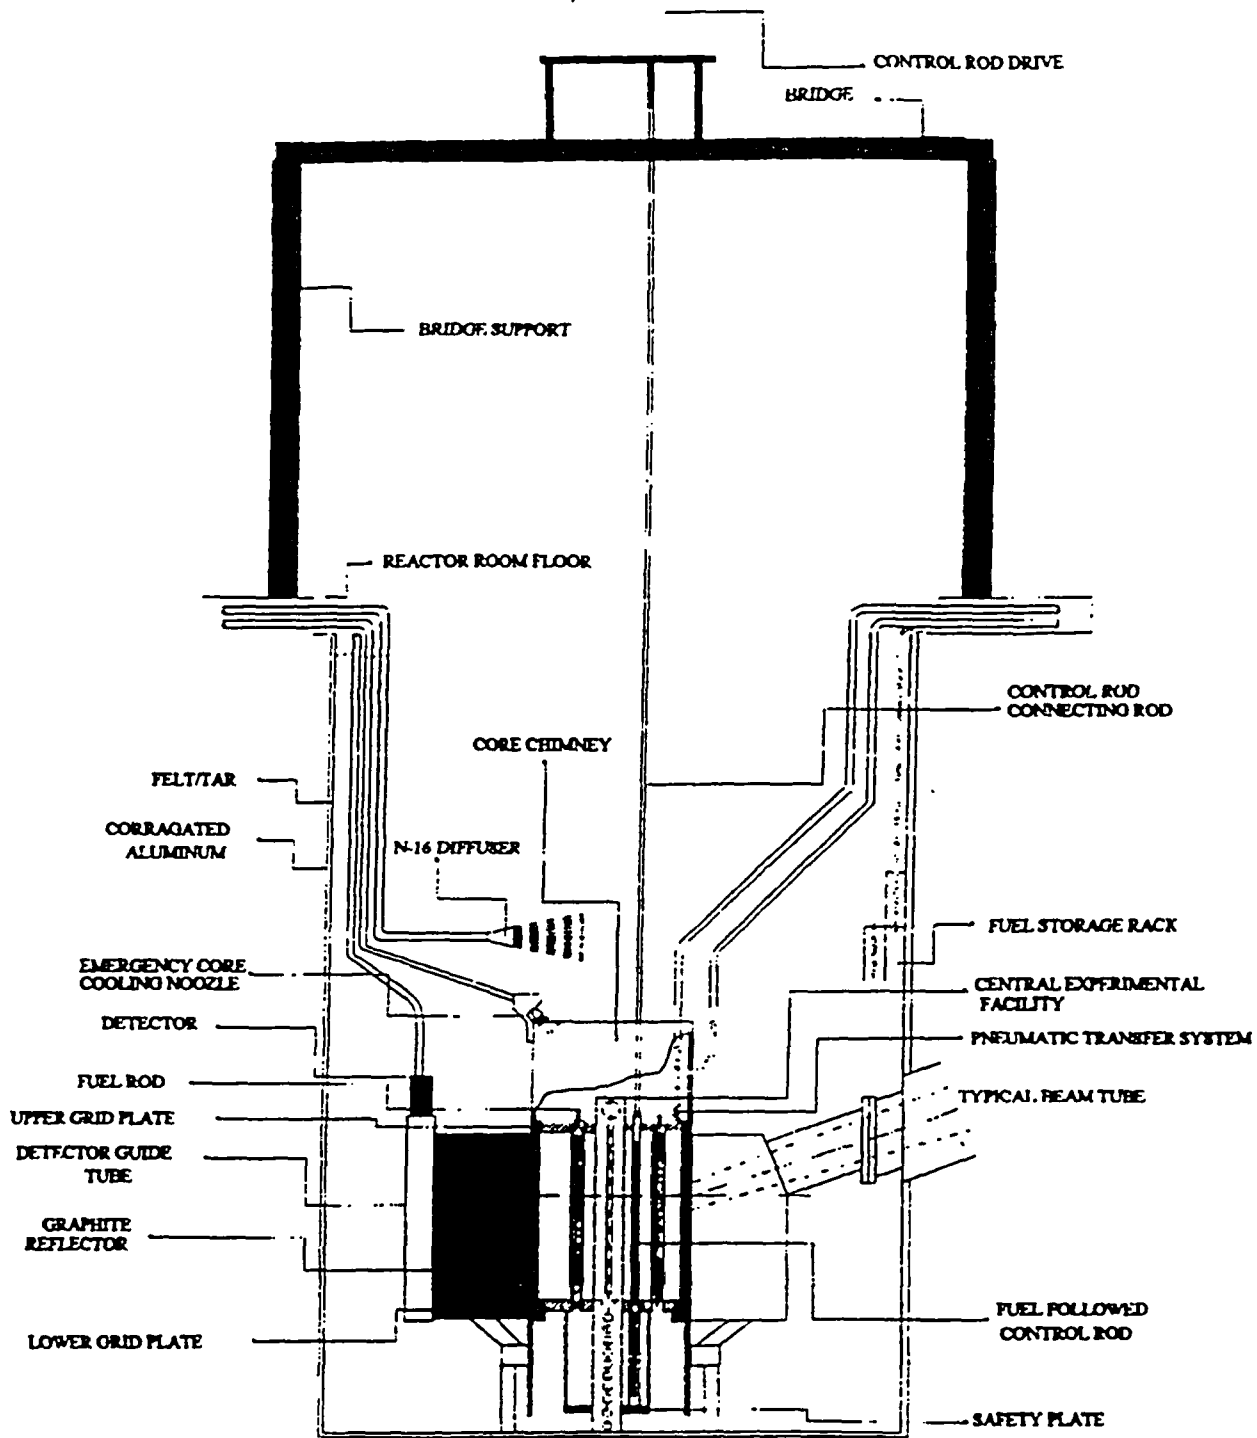 CONTROL ROD DRIVE
BRIDGE
BRIDGE SUPPORT
REACTOR ROOM FLOOR
CONTROL ROD
CONNECTING ROD
CORE CHIMNEY
FELT/TAR
CORRAGATED
ALUMINUM
N-16 DIFFUSER
FUEL STORAGE RACK
EMERGENCY CORE
COOLING NOZZLE
CENTRAL EXPERIMENTAL
FACILITY
DETECTOR
PNEUMATIC TRANSFER SYSTEM
FUEL ROD
TYPICAL BEAM TUBE
UPPER GRID PLATE
DETECTOR GUIDE
TUBE
GRAPHITE
REFLECTOR
FUEL FOLLOWED
CONTROL ROD
LOWER GRID PLATE
SAFETY PLATE